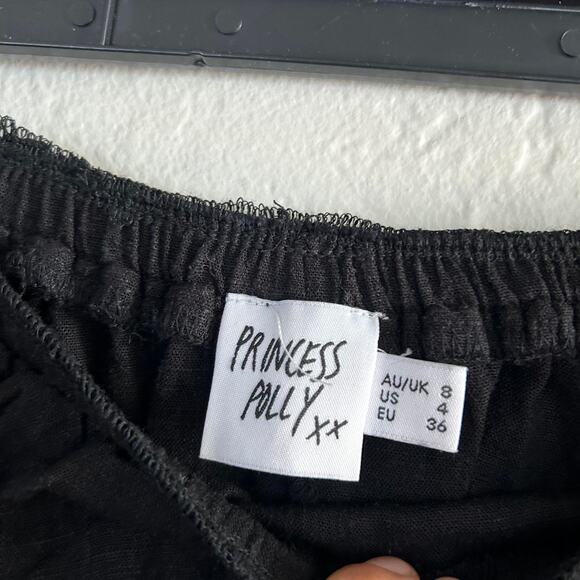 PRINCESS
POLLY xx
AU/UK 8
US 4
EU 36